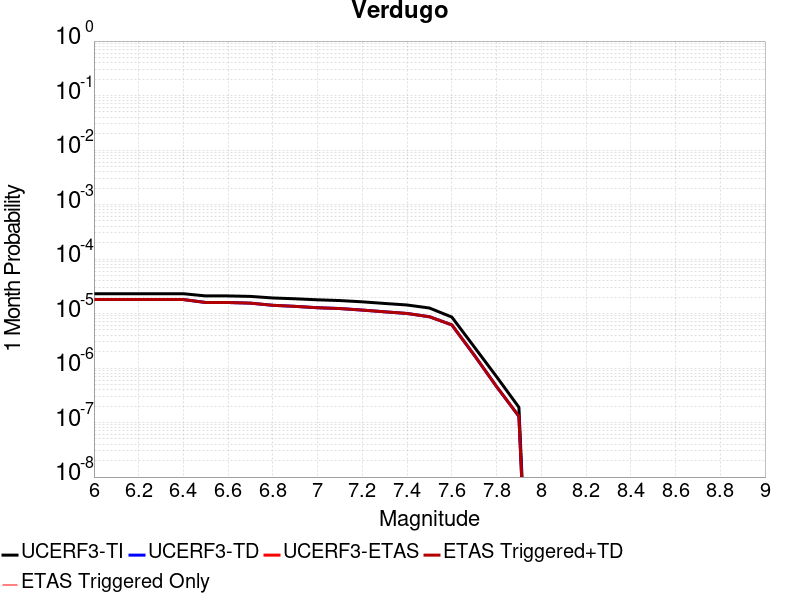 Verdugo
10^0
10^-1
10^-2
10^-3
10^-4
10^-5
10^-6
10^-7
10^-8
1 Month Probability
6 6.2 6.4 6.6 6.8 7 7.2 7.4 7.6 7.8 8 8.2 8.4 8.6 8.8 9
Magnitude
UCERF3-TI UCERF3-TD UCERF3-ETAS ETAS Triggered+TD
ETAS Triggered Only